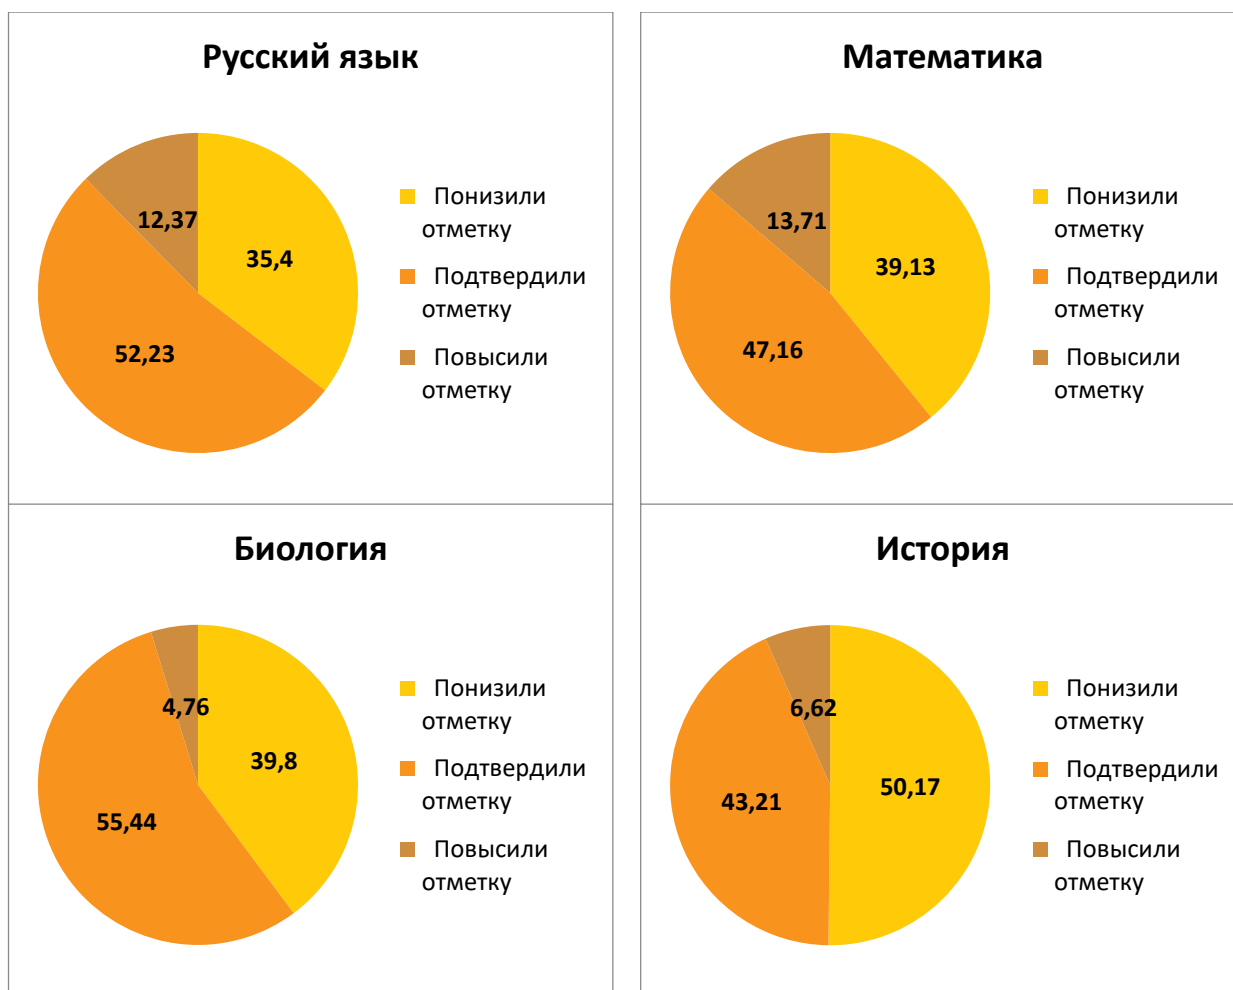 Русский язык
12,37
35,4
52,23
Понизили
отметку
Подтвердили
отметку
Повысили
отметку
Математика
13,71
39,13
47,16
Понизили
отметку
Подтвердили
отметку
Повысили
отметку
Биология
4,76
39,8
55,44
Понизили
отметку
Подтвердили
отметку
Повысили
отметку
История
6,62
50,17
43,21
Понизили
отметку
Подтвердили
отметку
Повысили
отметку